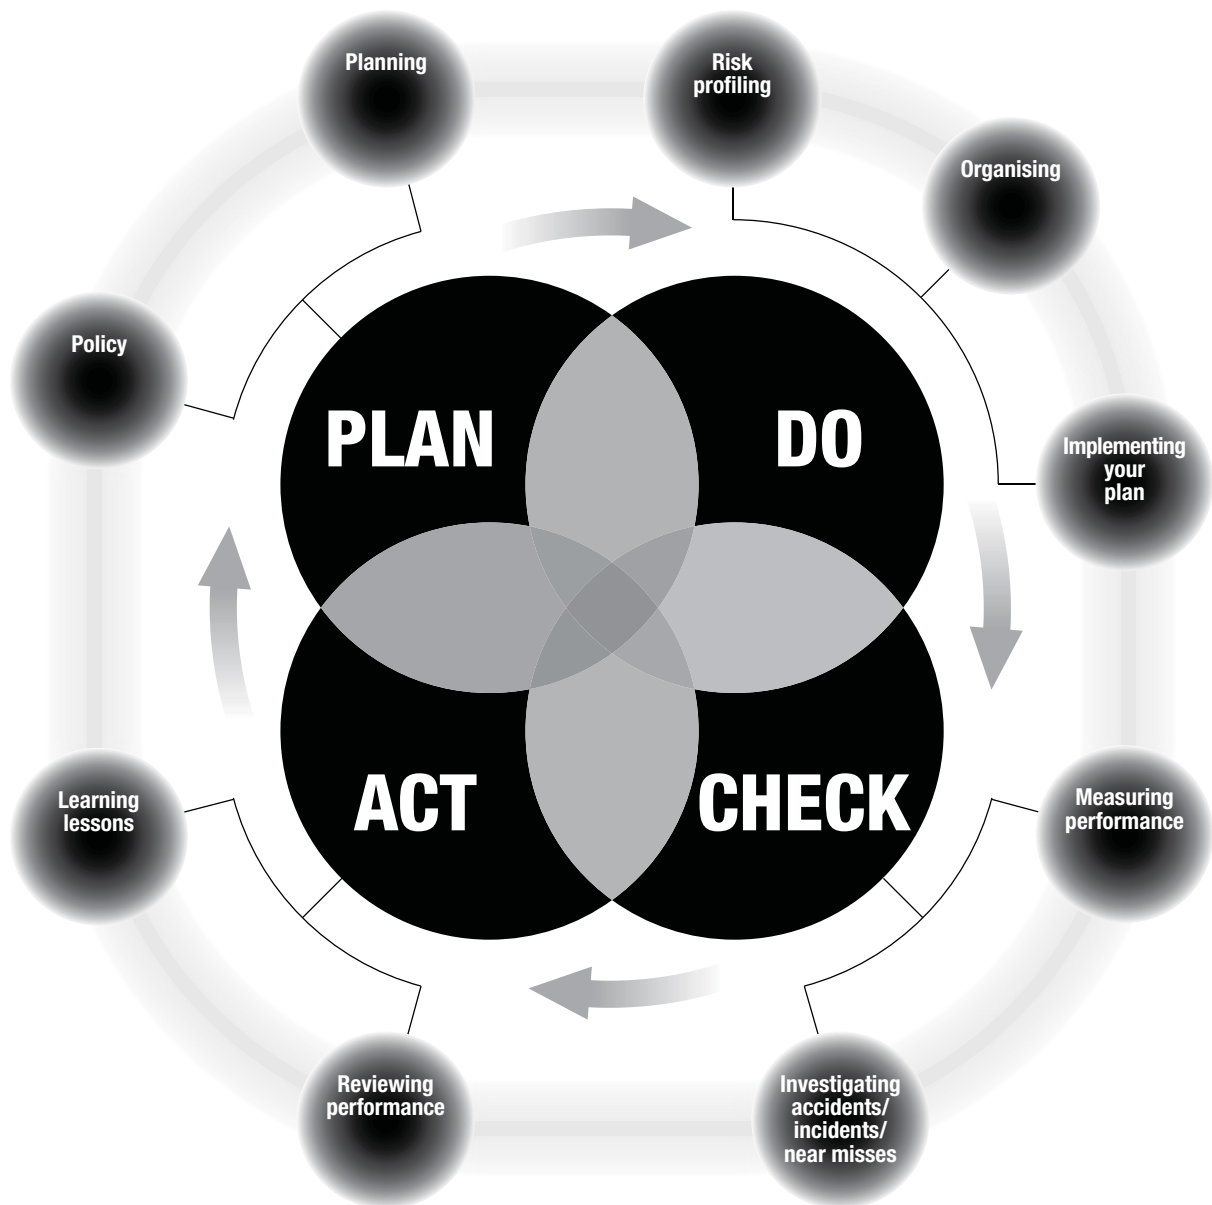 Planning
Risk
profiling
Organising
Policy
PLAN
DO
Implementing
your
plan
ACT
CHECK
Learning
lessons
Measuring
performance
Reviewing
performance
Investigating
accidents/
incidents/
near misses